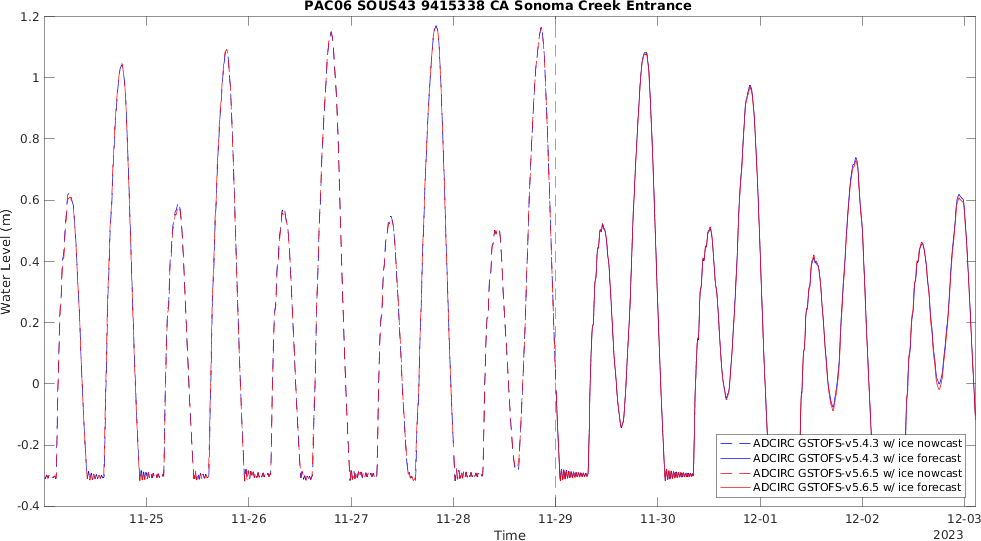 PAC06 SOUS43 9415338 CA Sonoma Creek Entrance
1.2
1
0.8
0.6
0.4
0.2
0
-0.2
-0.4
Water Level (m)
ADCIRC GSTOFS-v5.4.3 w/ ice nowcast
ADCIRC GSTOFS-v5.4.3 w/ ice forecast
ADCIRC GSTOFS-v5.6.5 w/ ice nowcast
ADCIRC GSTOFS-v5.6.5 w/ ice forecast
11-25 11-26 11-27 11-28 11-29 11-30 12-01 12-02 12-03
Time 2023